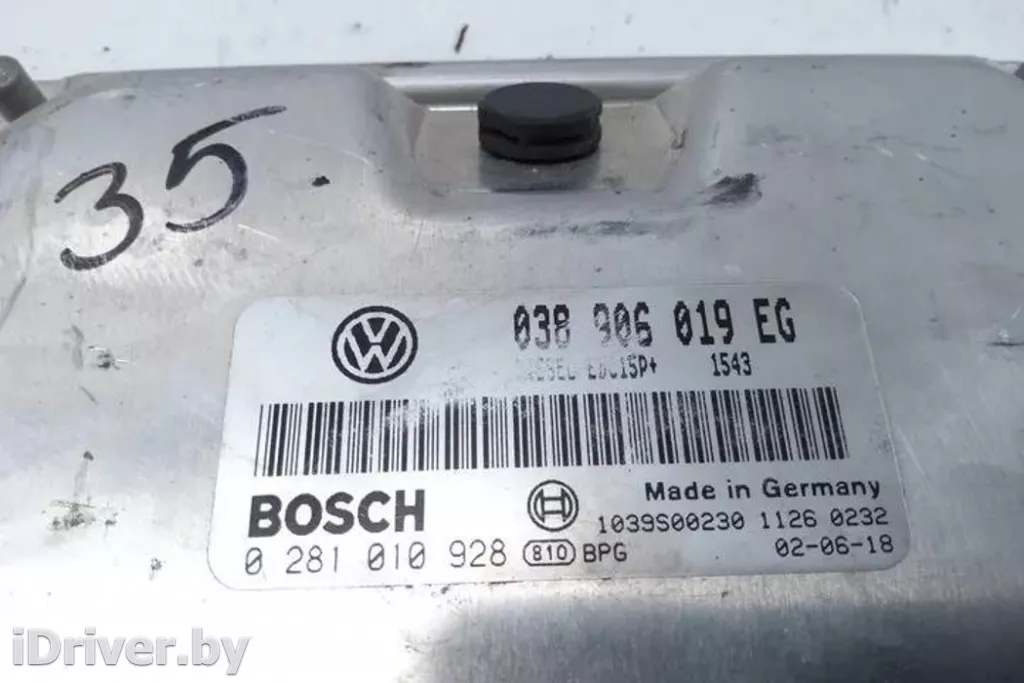 35
038 906 019 EG
EDC15P+ 1543
BOSCH
Made in Germany
1039S00230 1126 0232
0 281 010 928 810 BPG
02-06-18
iDriver.by